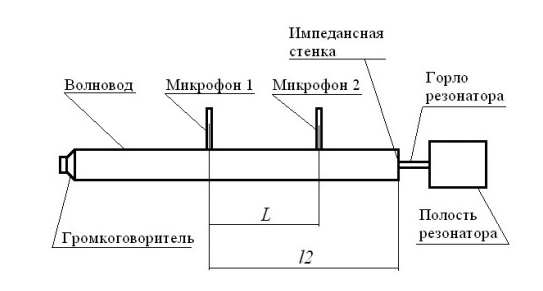 Импедансная
стенка
Волновод
Микрофон 1
Микрофон 2
Горло
резонатора
Громкоговоритель
L
l2
Полость
резонатора